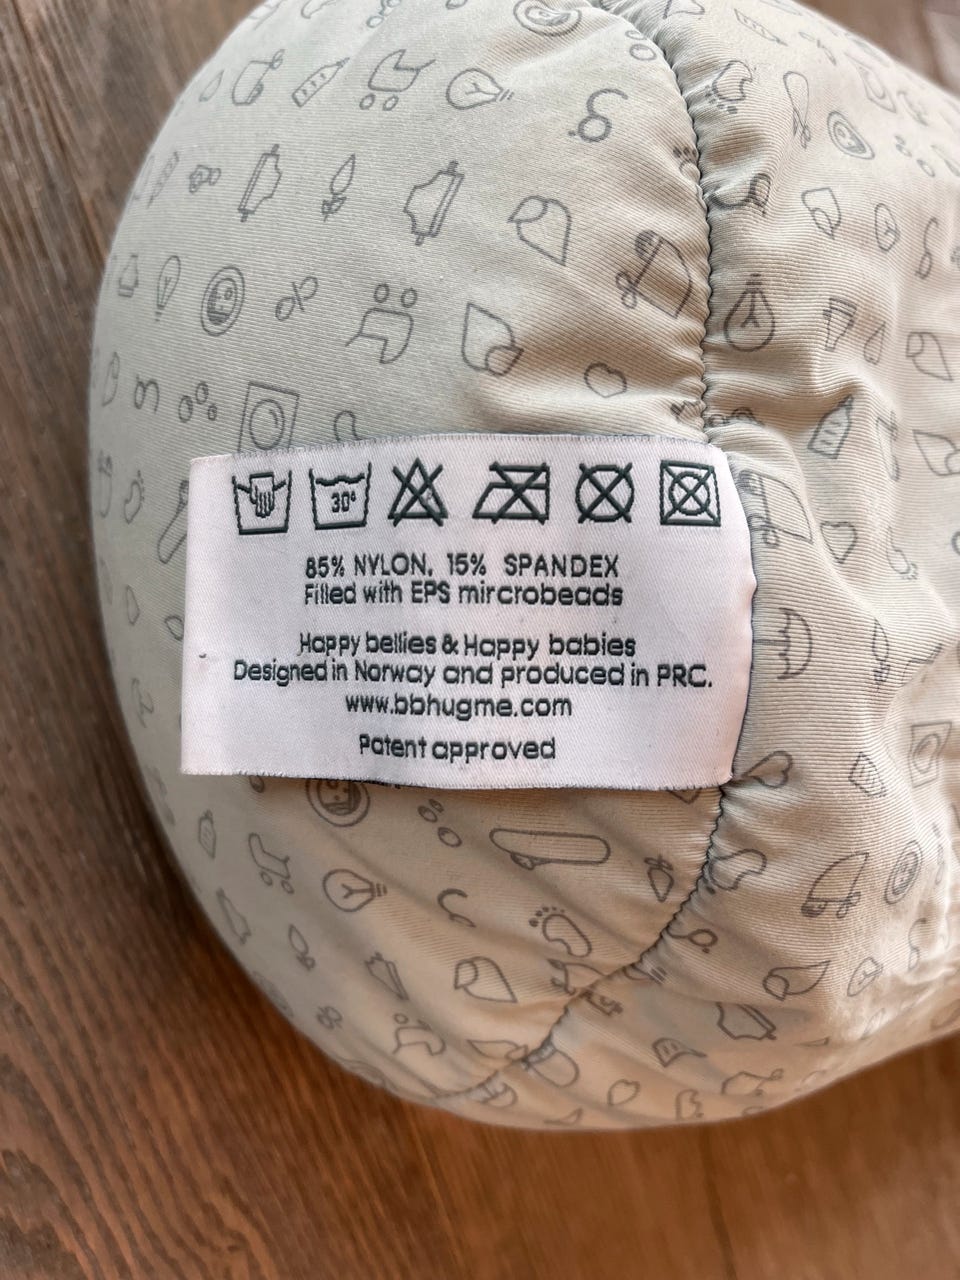 30°
85% NYLON, 15% SPANDEX
Filled with EPS mircrobeads
Happy bellies & Happy babies
Designed in Norway and produced in PRC.
www.bbhugme.com
Patent approved